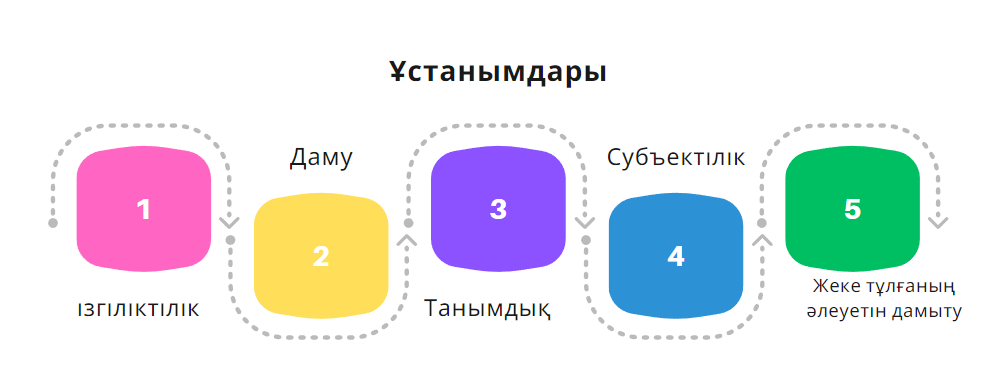 Ұстанымдары
1
ізгіліктілік
Даму
2
3
Танымдық
Субъектілік
4
5
Жеке тұлғаның
әлеуетін дамыту